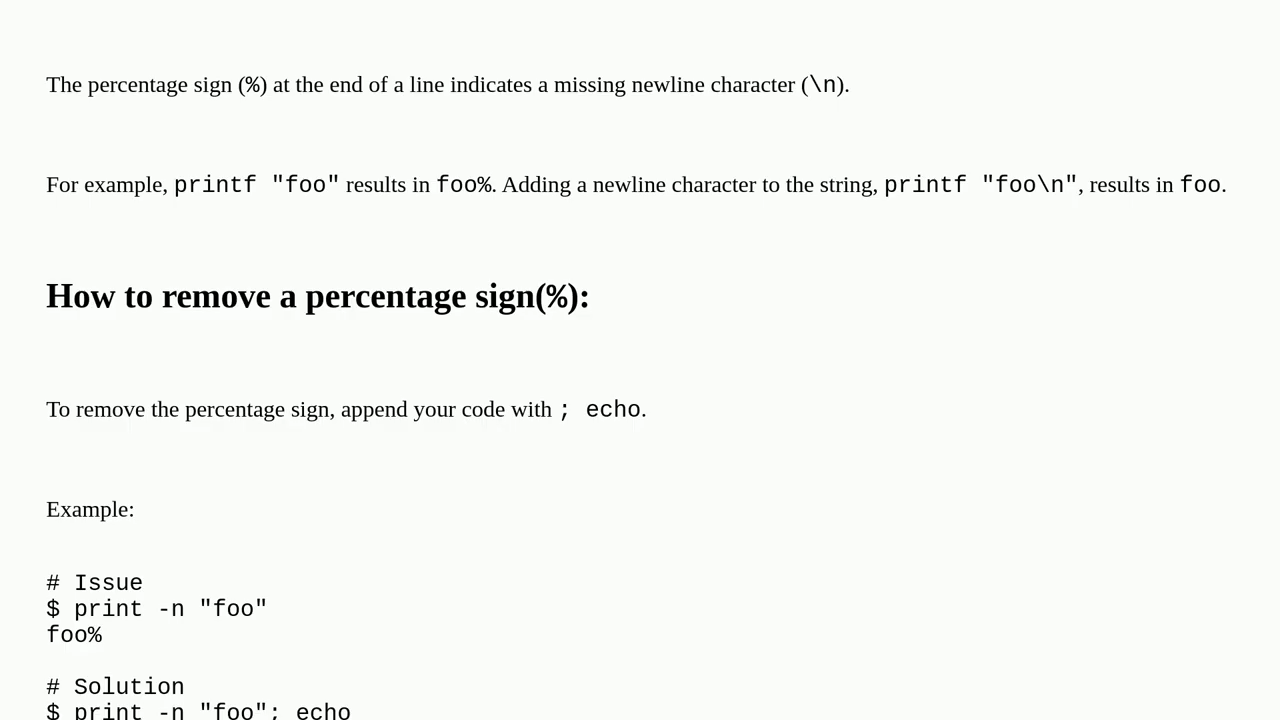 The percentage sign (%) at the end of a line indicates a missing newline character (\n).
For example, printf "foo" results in foo%. Adding a newline character to the string, printf "foo\n", results in foo.
How to remove a percentage sign(%):
To remove the percentage sign, append your code with ; echo.
Example:
# Issue
$ print -n "foo"
foo%
# Solution
$ print -n "foo"; echo